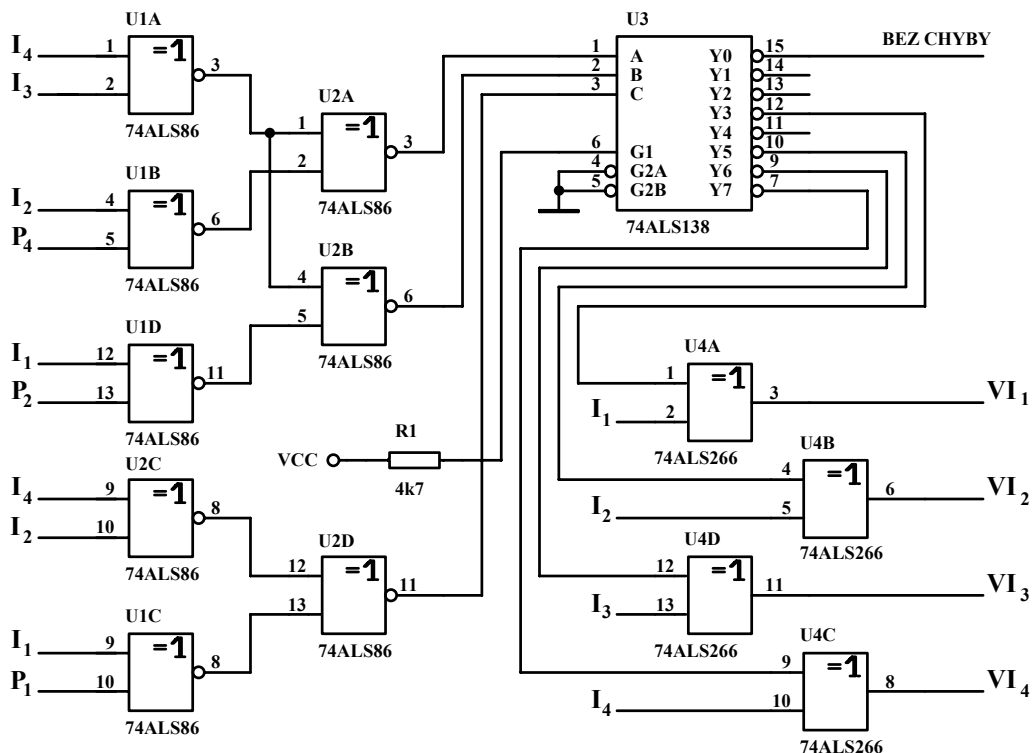 U1A
I4
1
=1
3
I3
2
74ALS86
U1B
I2
4
=1
6
P4
5
74ALS86
U1D
I1
12
=1
11
P2
13
74ALS86
U2C
I4
9
=1
8
I2
10
74ALS86
U1C
I1
9
=1
8
P1
10
74ALS86
U2A
1
=1
3
2
74ALS86
U2B
4
=1
6
5
74ALS86
U2D
12
=1
11
13
74ALS86
VCC
R1
4k7
U3
1 A Y0 15 BEZ CHYBY
2 B Y1 14
3 C Y2 13
Y3 12
Y4 11
6 G1 Y5 10
4 G2A Y6 9
5 G2B Y7 7
74ALS138
U4A
1
=1
3
VI1
I1
2
74ALS266
U4B
4
=1
6
VI2
I2
5
74ALS266
U4D
12
=1
11
VI3
I3
13
74ALS266
U4C
9
=1
8
VI4
I4
10
74ALS266